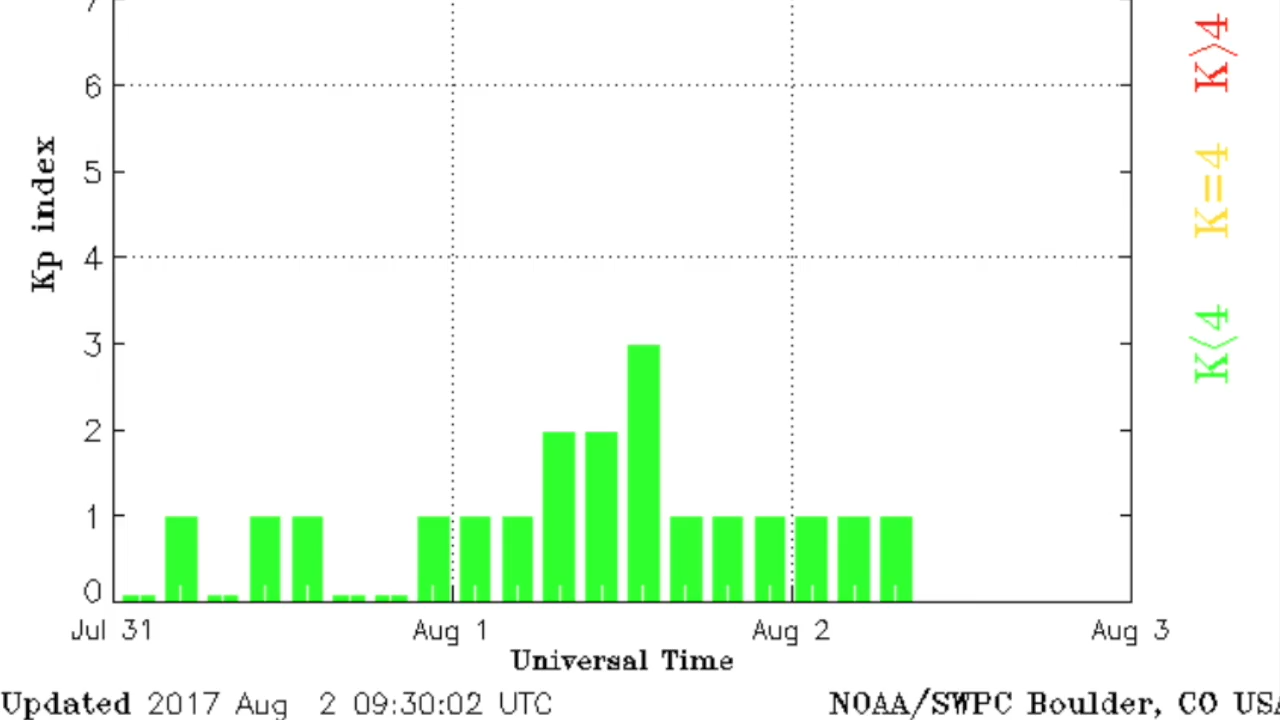 7
6
5
4
3
2
1
0
Kp index
K>4
K=4
K<4
Jul 31 Aug 1 Aug 2 Aug 3
Universal Time
Updated 2017 Aug 2 09:30:02 UTC NOAA/SWPC Boulder, CO USA